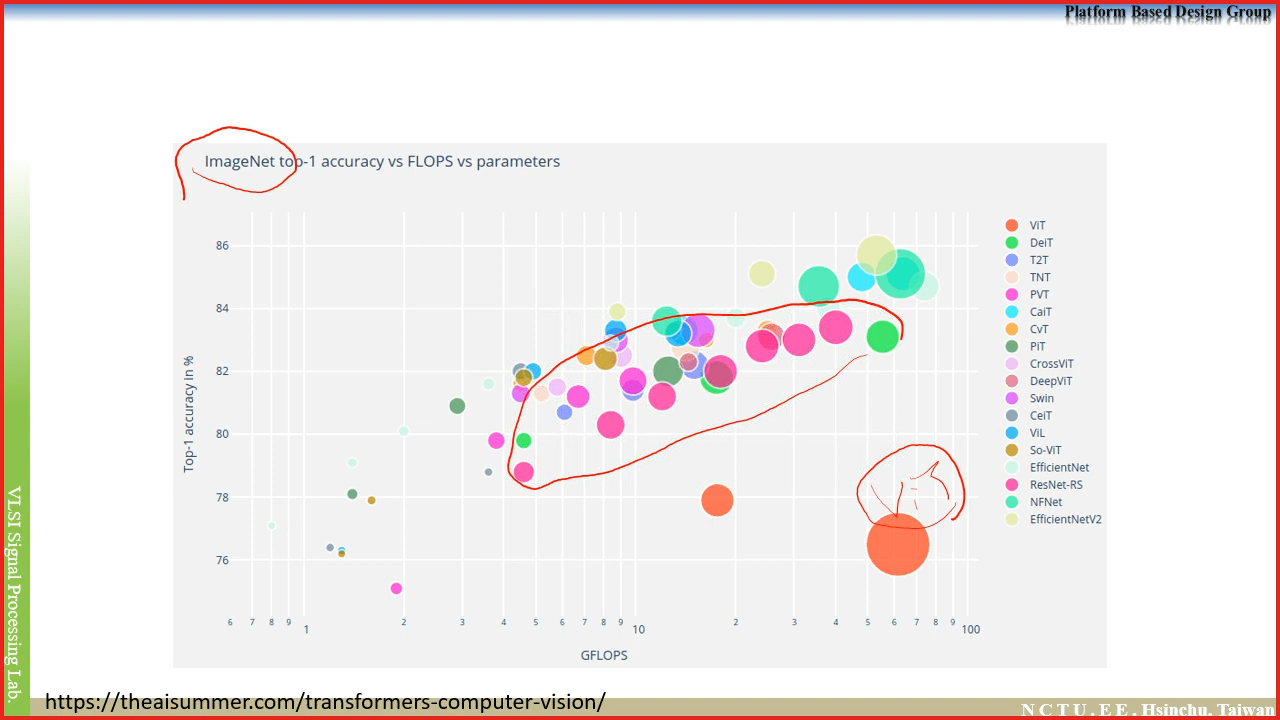 Platform Based Design Group
ImageNet top-1 accuracy vs FLOPS vs parameters
86
84
82
80
78
76
Top-1 accuracy in %
6 7 8 9 1 2 3 4 5 6 7 8 9 10 2 3 4 5 6 7 8 9 100
GFLOPS
ViT
DeiT
T2T
TNT
PVT
CaiT
CvT
PiT
CrossViT
DeepViT
Swin
CeiT
ViL
So-ViT
EfficientNet
ResNet-RS
NFNet
EfficientNetV2
VLSI Signal Processing Lab.
https://theaisummer.com/transformers-computer-vision/
N C T U . E E , Hsinchu, Taiwan